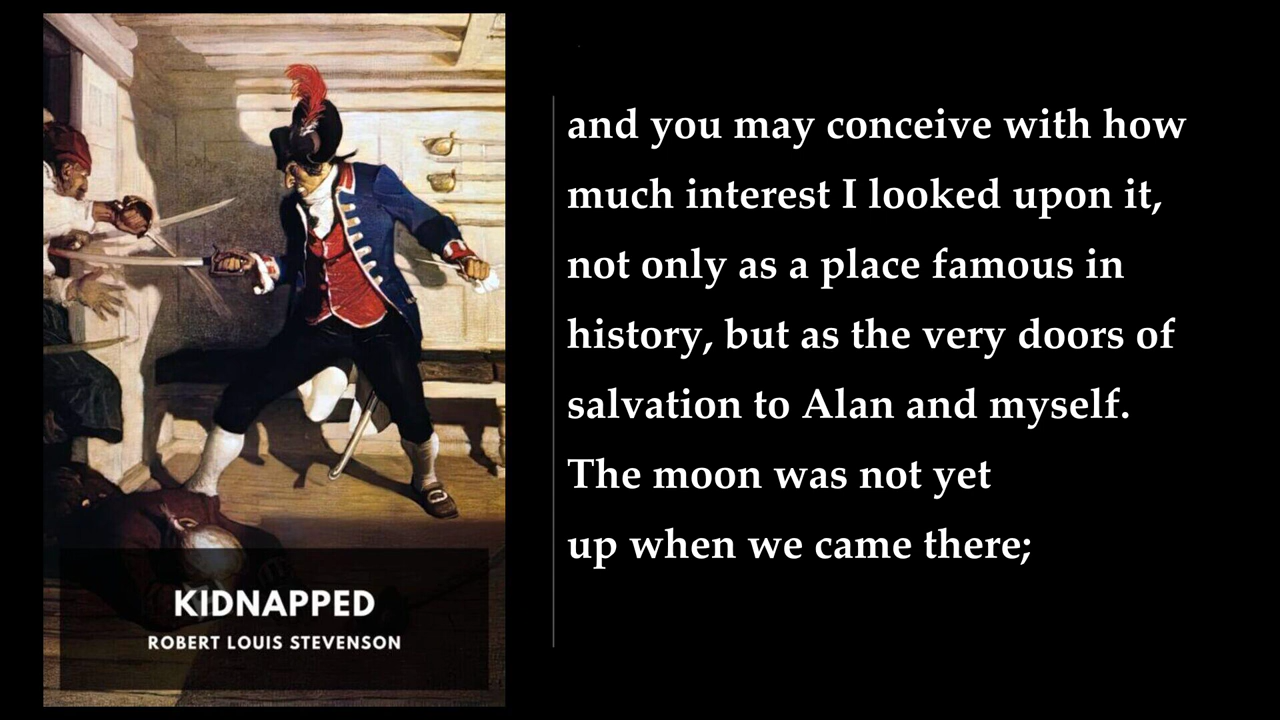 KIDNAPPED
ROBERT LOUIS STEVENSON
and you may conceive with how
much interest I looked upon it,
not only as a place famous in
history, but as the very doors of
salvation to Alan and myself.
The moon was not yet
up when we came there;